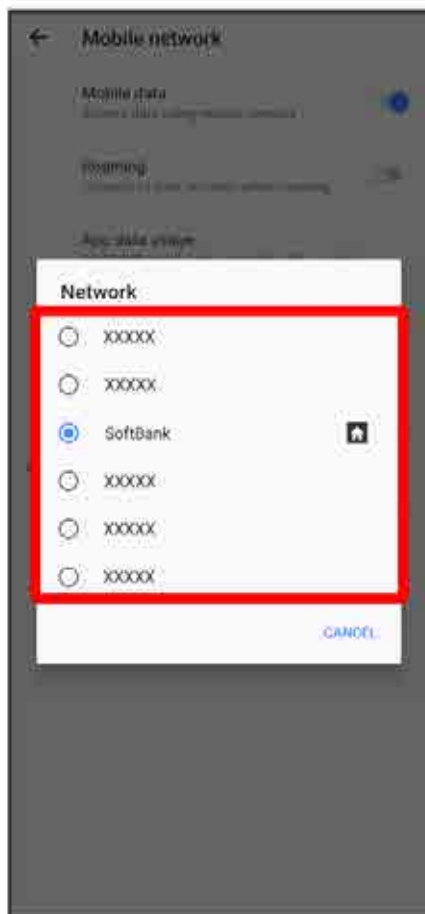 Mobile network
Mobile data
Roaming
App data usage
Network
XXXXX
XXXXX
SoftBank
XXXXX
XXXXX
XXXXX
CANCEL